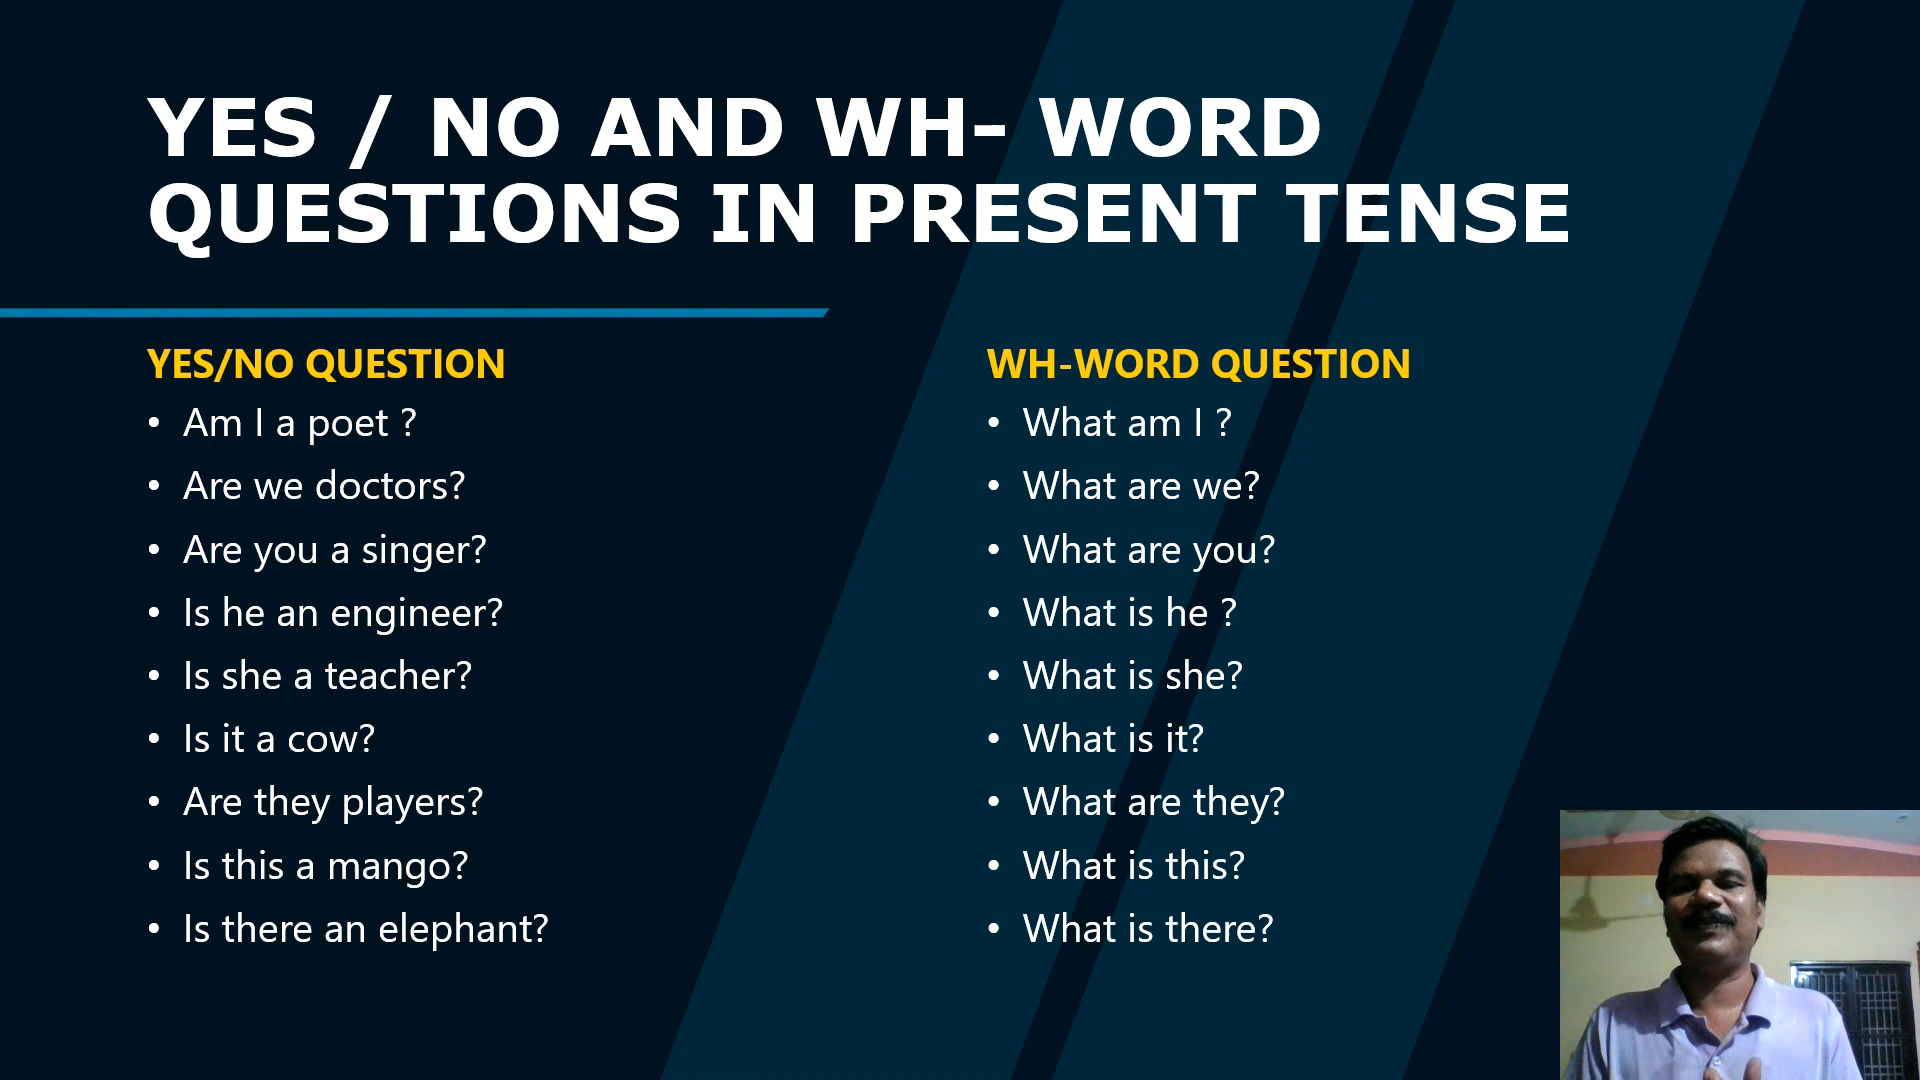 YES / NO AND WH- WORD
QUESTIONS IN PRESENT TENSE
YES/NO QUESTION
• Am I a poet ?
• Are we doctors?
• Are you a singer?
• Is he an engineer?
• Is she a teacher?
• Is it a cow?
• Are they players?
• Is this a mango?
• Is there an elephant?
WH-WORD QUESTION
• What am I ?
• What are we?
• What are you?
• What is he ?
• What is she?
• What is it?
• What are they?
• What is this?
• What is there?